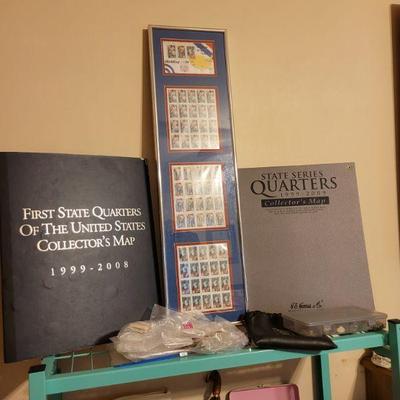 FIRST STATE QUARTERS
OF THE UNITED STATES
COLLECTOR'S MAP
1999-2008
STATE SERIES
QUARTERS
1999-2009
Collector's Map